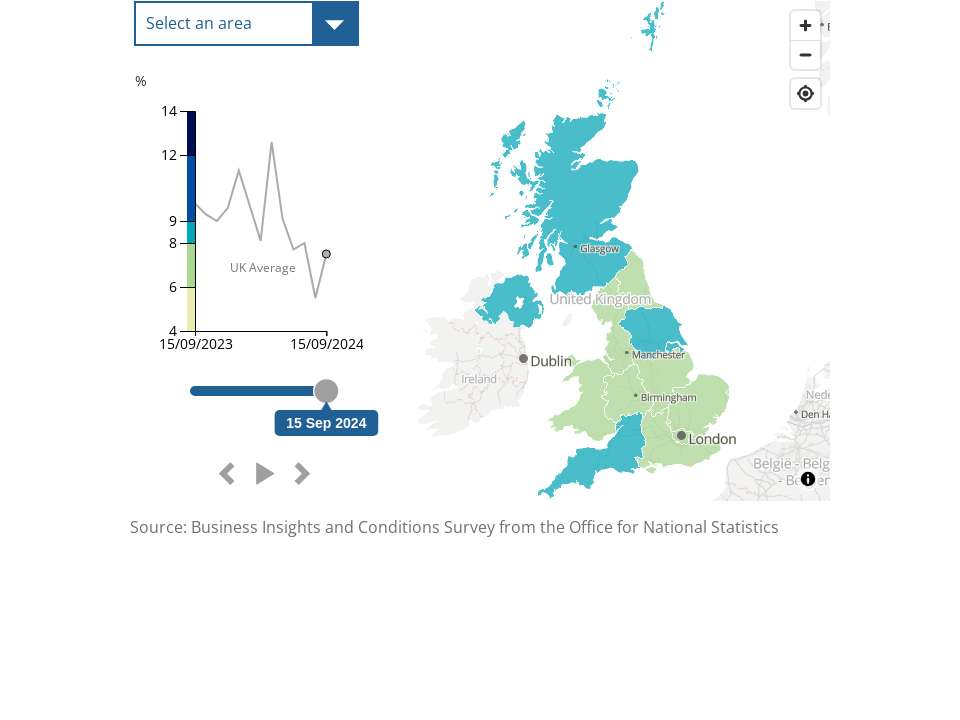 Select an area
%
14
12
9
8
6
4
UK Average
15/09/2023
15/09/2024
15 Sep 2024
Glasgow
United Kingdom
Manchester
Dublin
Ireland
Birmingham
London
Nede
Den H
België - Belg
Source: Business Insights and Conditions Survey from the Office for National Statistics